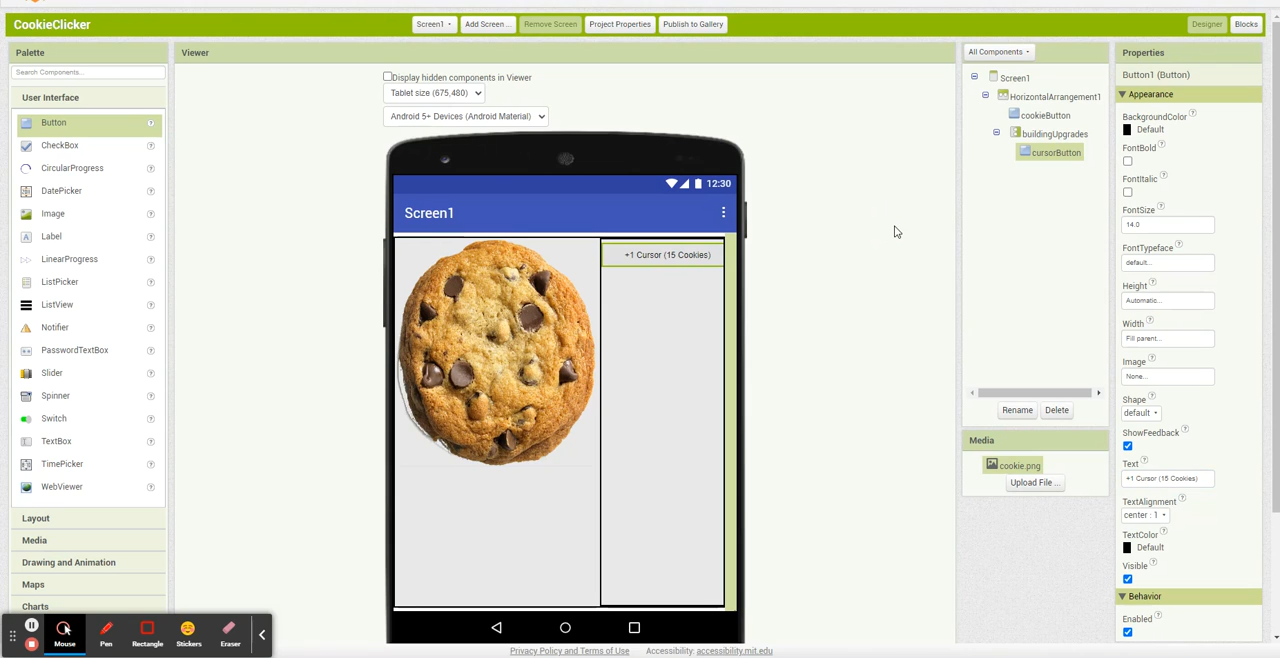 CookieClicker
Screen1
Add Screen ...
Remove Screen
Project Properties
Publish to Gallery
Designer
Blocks
Palette
Search Components...
User Interface
Button ?
CheckBox ?
CircularProgress ?
DatePicker ?
Image ?
Label ?
LinearProgress ?
ListPicker ?
ListView ?
Notifier ?
PasswordTextBox ?
Slider ?
Spinner ?
Switch ?
TextBox ?
TimePicker ?
WebViewer ?
Layout
Media
Drawing and Animation
Maps
Charts
Mouse
Pen
Rectangle
Stickers
Eraser
Viewer
Display hidden components in Viewer
Tablet size (675,480)
Android 5+ Devices (Android Material)
12:30
Screen1
+1 Cursor (15 Cookies)
Privacy Policy and Terms of Use
Accessibility: accessibility.mit.edu
All Components
Screen1
HorizontalArrangement1
cookieButton
buildingUpgrades
cursorButton
Rename
Delete
Media
cookie.png
Upload File ...
Properties
Button1 (Button)
Appearance
BackgroundColor ?
Default
FontBold ?
FontItalic ?
FontSize ?
14.0
FontTypeface ?
default...
Height ?
Automatic...
Width ?
Fill parent...
Image ?
None...
Shape ?
default
ShowFeedback ?
Text ?
+1 Cursor (15 Cookies)
TextAlignment ?
center : 1
TextColor ?
Default
Visible ?
Behavior
Enabled ?